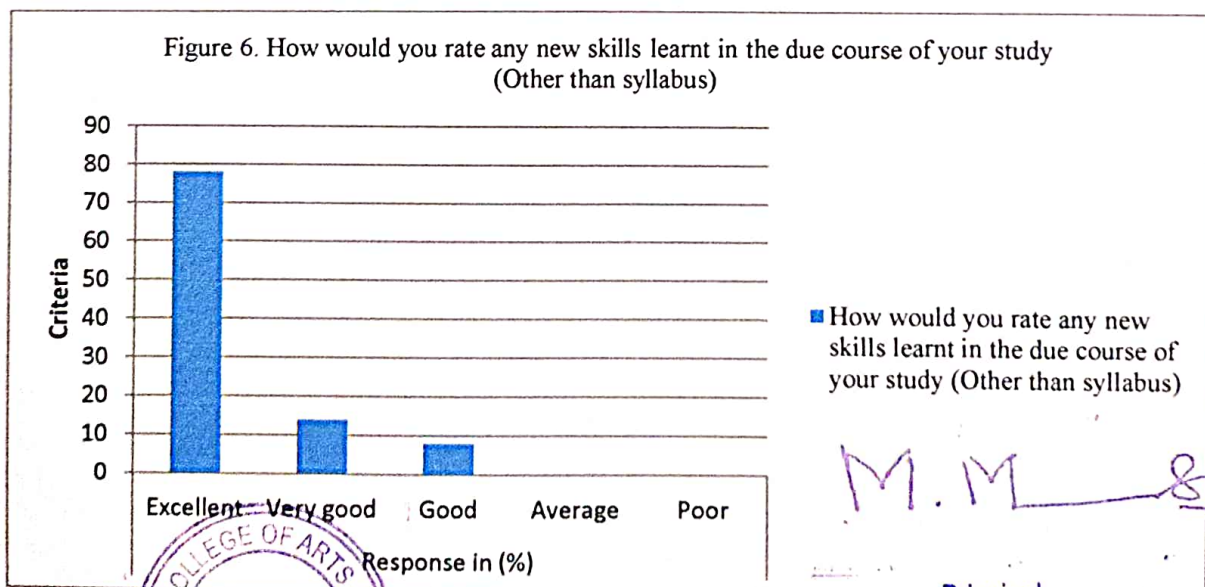 Figure 6. How would you rate any new skills learnt in the due course of your study
(Other than syllabus)
90
80
70
60
50
40
30
20
10
0
Criteria
Excellent Very good Good Average Poor
Response in (%)
How would you rate any new
skills learnt in the due course of
your study (Other than syllabus)
M.M
COLLEGE OF ARTS
Principal